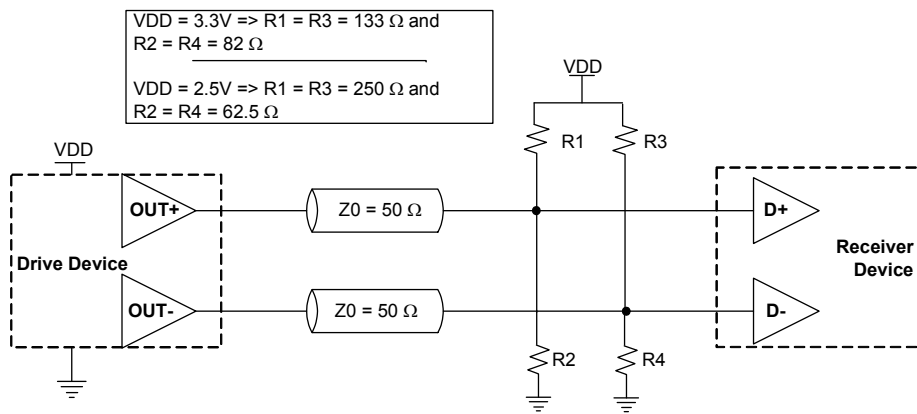 VDD = 3.3V => R1 = R3 = 133 Ω and
R2 = R4 = 82 Ω
VDD = 2.5V => R1 = R3 = 250 Ω and
R2 = R4 = 62.5 Ω
VDD
VDD
R1
R3
OUT+
Z0 = 50 Ω
D+
Drive Device
Receiver
Device
OUT-
Z0 = 50 Ω
D-
R2
R4